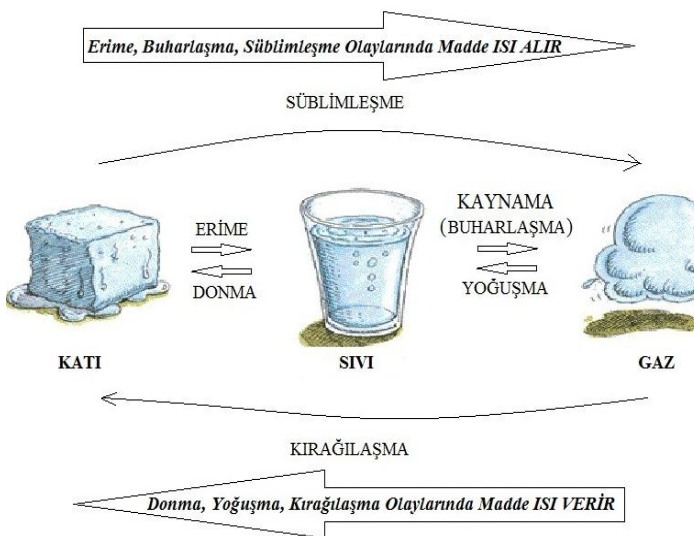 Erime, Buharlaşma, Süblimleşme Olaylarında Madde ISI ALIR
SÜBLİMLEŞME
ERİME
DONMA
KAYNAMA
(BUHARLAŞMA)
YOĞUŞMA
KATI
SIVI
GAZ
KIRAĞILAŞMA
Donma, Yoğuşma, Kırağılaşma Olaylarında Madde ISI VERİR